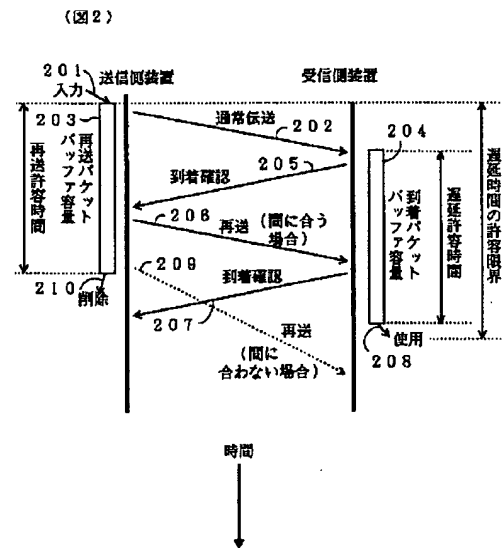 （図2）
201
入力
送信側装置
受信側装置
203
再送パケット
バッファ容量
再送許容時間
通常伝送
202
204
205
到着確認
到着パケット
バッファ容量
遅延許容時間
遅延時間の許容限界
206
再送
（間に合う
場合）
209
210
削除
到着確認
207
再送
（間に
合わない場合）
使用
208
時間